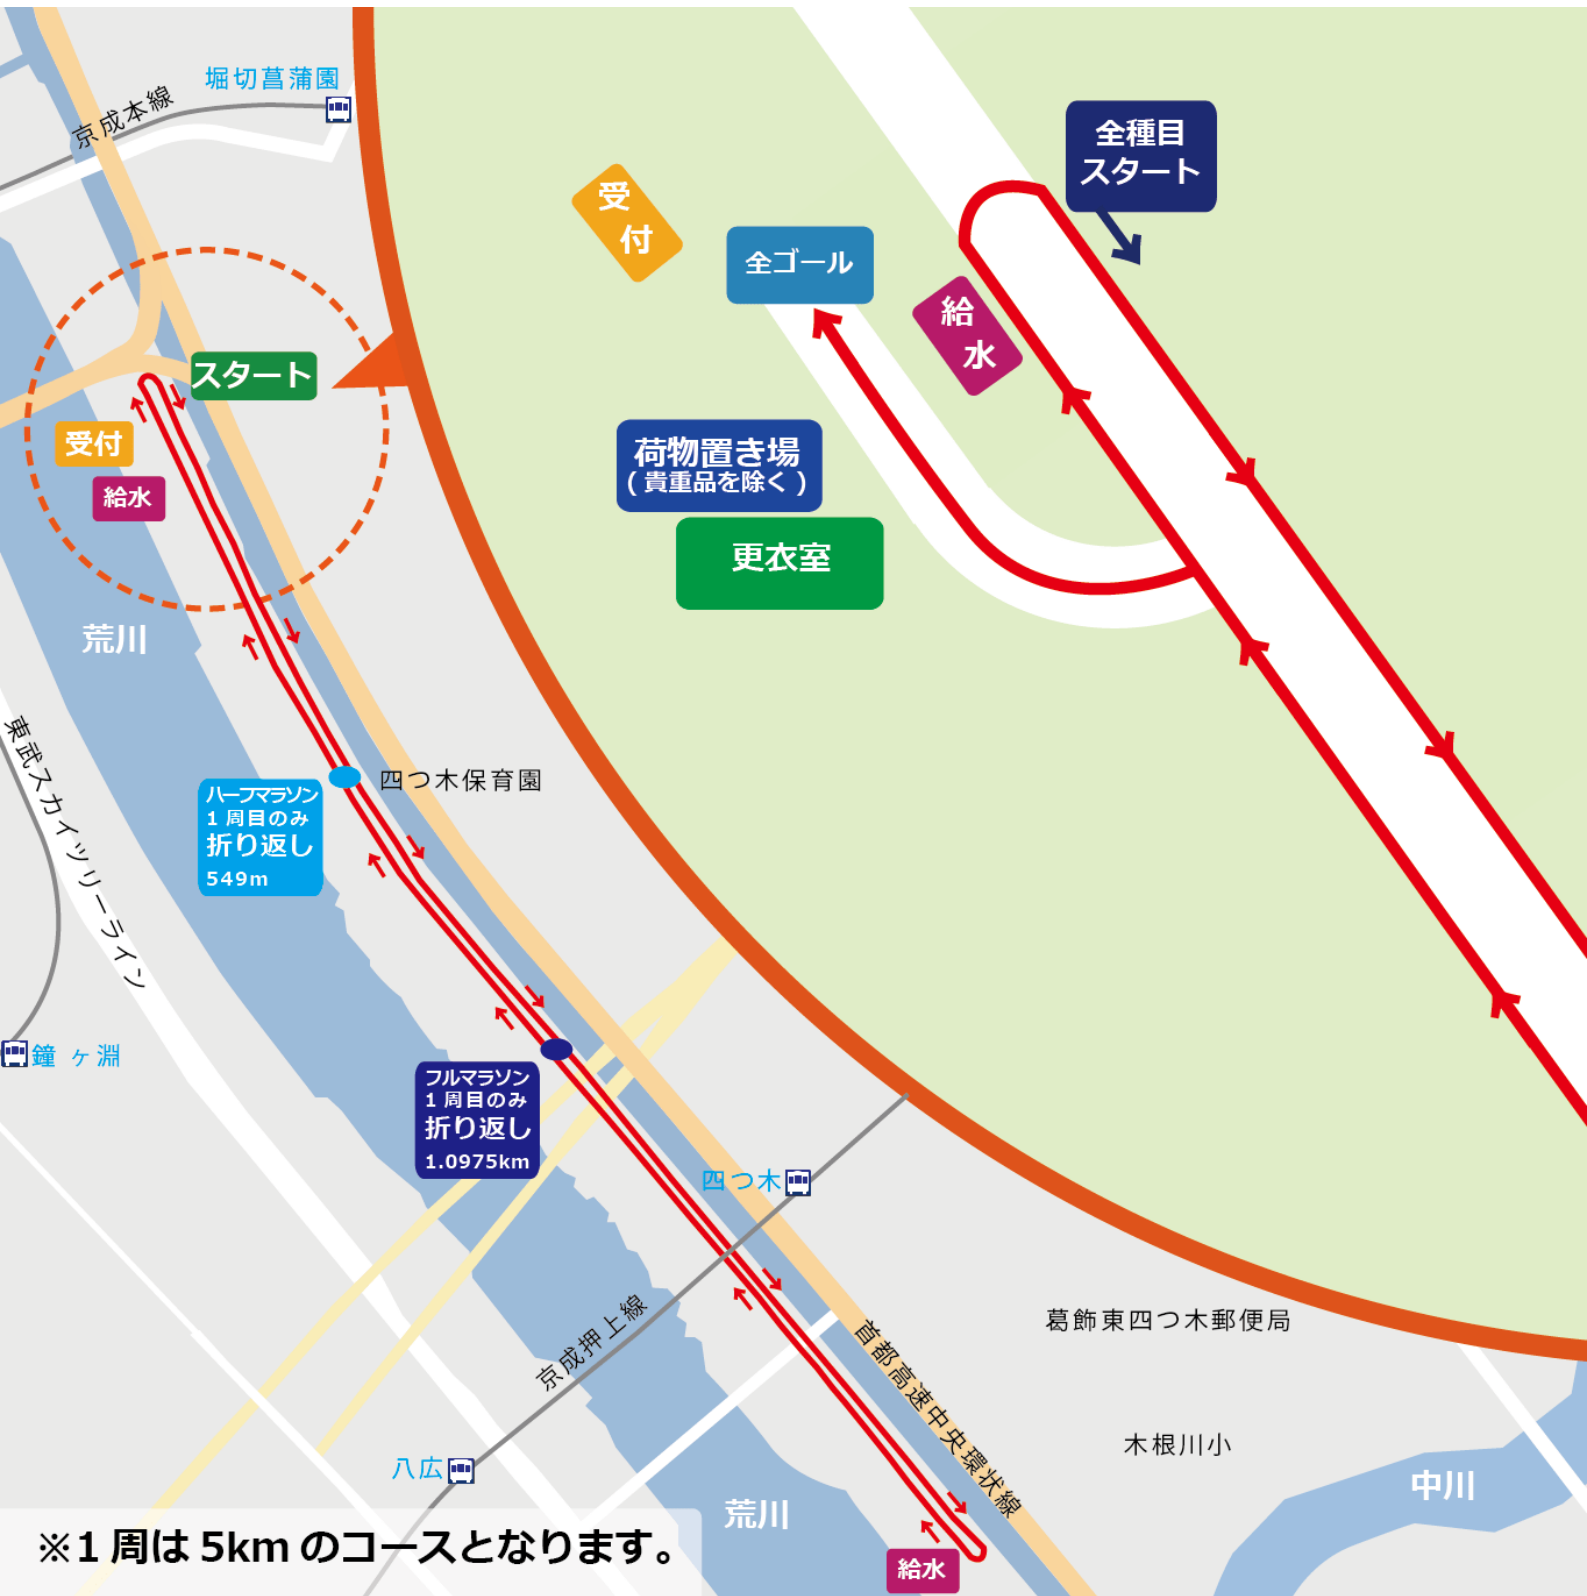 堀切菖蒲園
京成本線
全種目
スタート
受
付
全ゴール
給
水
スタート
受付
給水
荷物置き場
(貴重品を除く)
更衣室
荒川
東武スカイツリーライン
四つ木保育園
ハーフマラソン
1周目のみ
折り返し
549m
鐘ヶ淵
フルマラソン
1周目のみ
折り返し
1.0975km
四つ木
京成押上線
首都高速中央環状線
葛飾東四つ木郵便局
木根川小
八広
中川
荒川
※1周は5kmのコースとなります。
給水